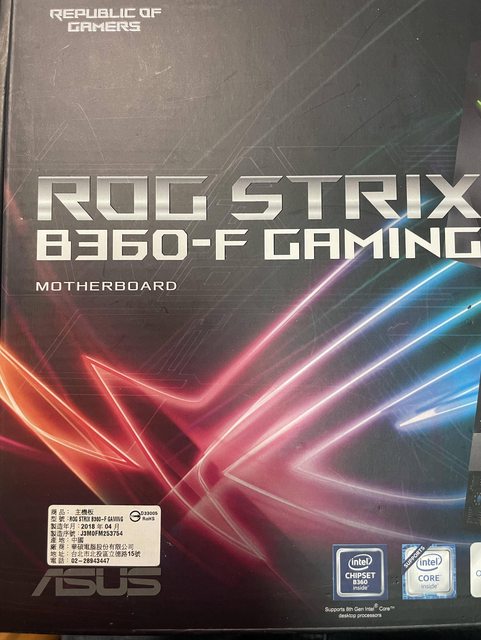 REPUBLIC OF
GAMERS
ROG STRIX
B360-F GAMING
MOTHERBOARD
商品： 主機板
型號：ROG STRIX B360-F GAMING
製造年月：2018 年 04 月
製造序號：J3M0FM253754
產地：中國
廠商：華碩電腦股份有限公司
地址：台北市北投區立德路15號
電話：02-28943447
D33005
RoHS
ASUS
intel
CHIPSET
B360
inside
SUPPORTS
intel
CORE
inside
Supports 8th Gen Intel® Core™
desktop processors